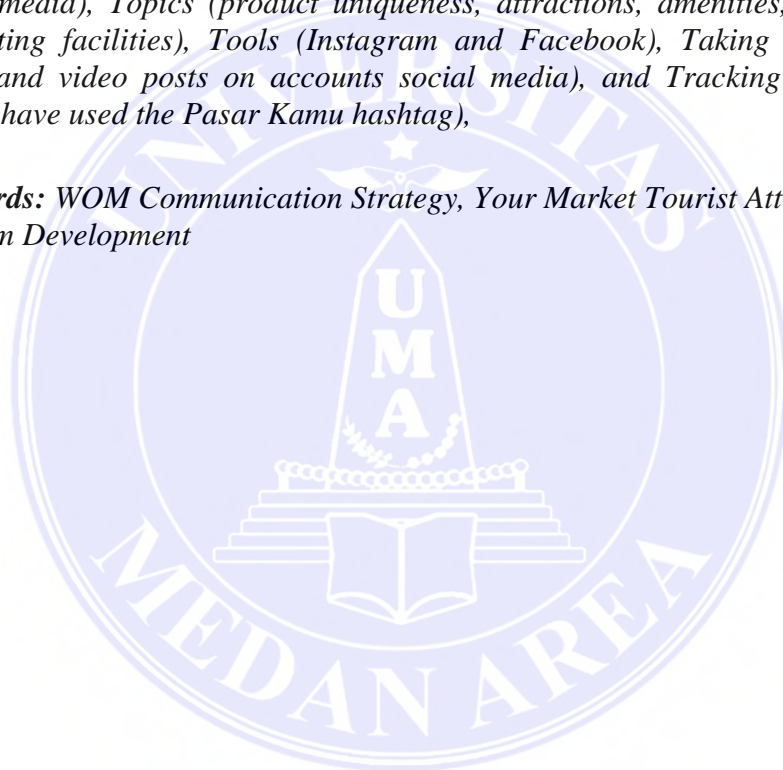 media), Topics (product uniqueness, attractions, amenities,
ting facilities), Tools (Instagram and Facebook), Taking
and video posts on accounts social media), and Tracking
have used the Pasar Kamu hashtag),
rds: WOM Communication Strategy, Your Market Tourist Att
m Development
UNIVERSITAS
U
M
A
MEDAN AREA